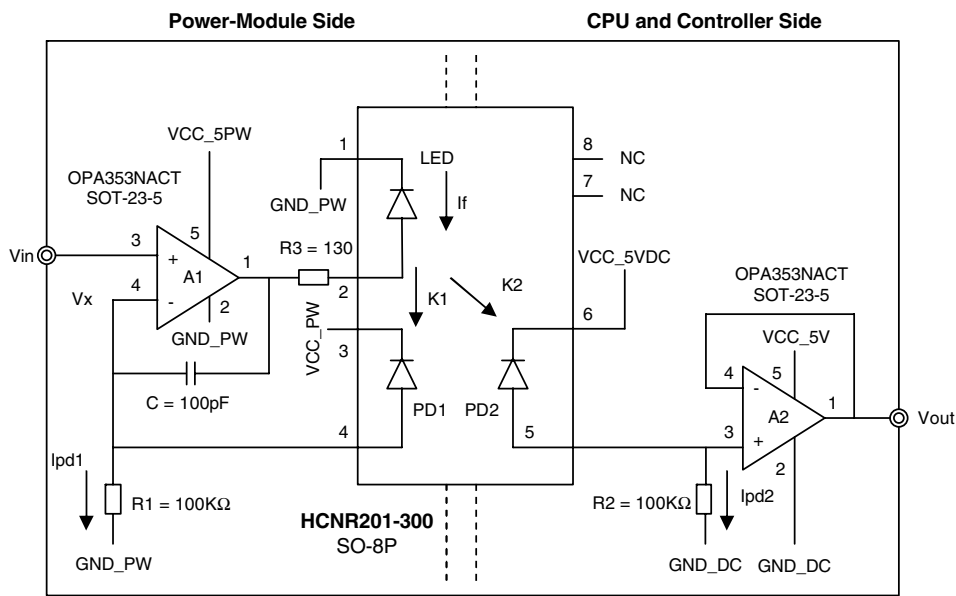 Power-Module Side
CPU and Controller Side
VCC_5PW
OPA353NACT
SOT-23-5
Vin
3
+
5
A1
1
4
-
2
Vx
GND_PW
C = 100pF
R3 = 130
1
GND_PW
LED
If
2
K1
K2
VCC_PW
3
PD1
PD2
4
5
8
NC
7
NC
VCC_5VDC
6
OPA353NACT
SOT-23-5
VCC_5V
4
-
5
A2
1
3
+
2
Vout
Ipd1
R1 = 100KΩ
GND_PW
HCNR201-300
SO-8P
R2 = 100KΩ
Ipd2
GND_DC
GND_DC